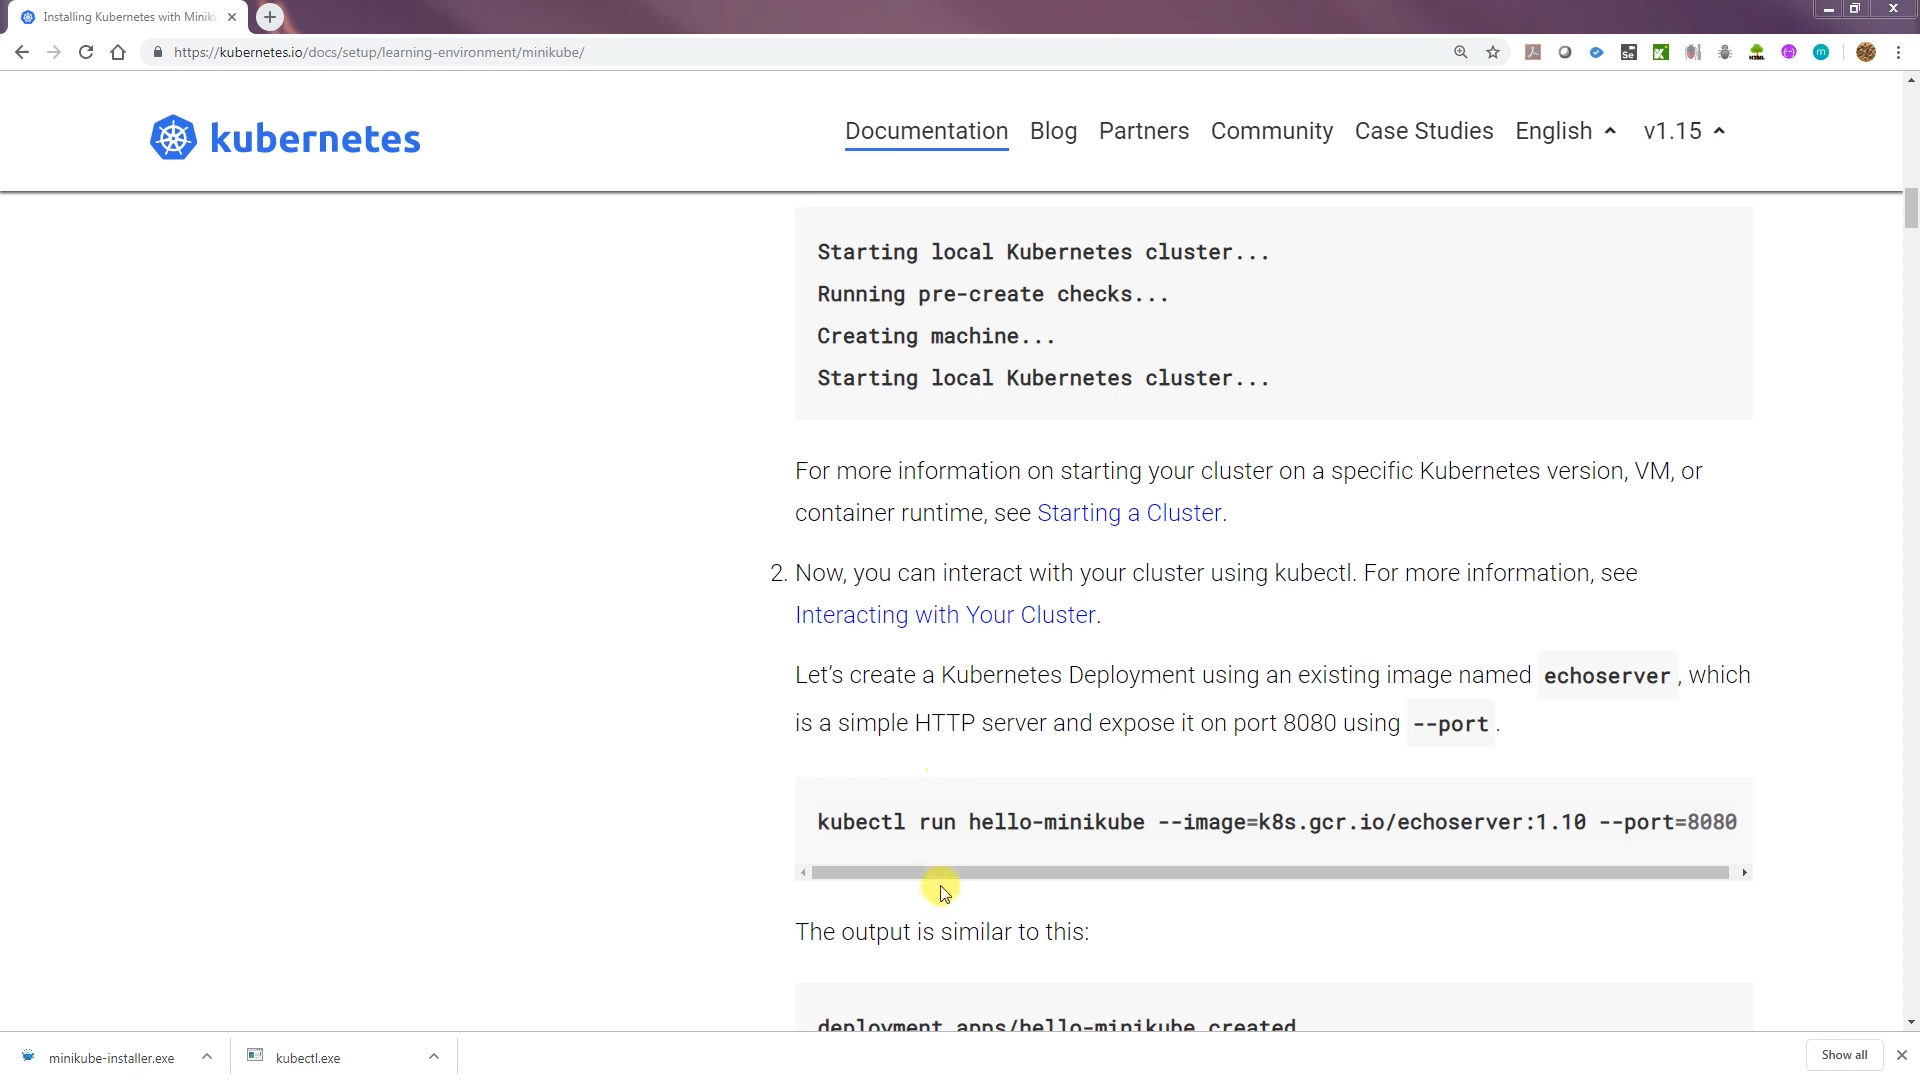 Installing Kubernetes with Minik
https://kubernetes.io/docs/setup/learning-environment/minikube/
kubernetes
Documentation Blog Partners Community Case Studies English v1.15
Starting local Kubernetes cluster...
Running pre-create checks...
Creating machine...
Starting local Kubernetes cluster...
For more information on starting your cluster on a specific Kubernetes version, VM, or
container runtime, see Starting a Cluster.
2. Now, you can interact with your cluster using kubectl. For more information, see
Interacting with Your Cluster.
Let’s create a Kubernetes Deployment using an existing image named echoserver, which
is a simple HTTP server and expose it on port 8080 using --port.
kubectl run hello-minikube --image=k8s.gcr.io/echoserver:1.10 --port=8080
The output is similar to this:
deployment.apps/hello-minikube created
minikube-installer.exe
kubectl.exe
Show all